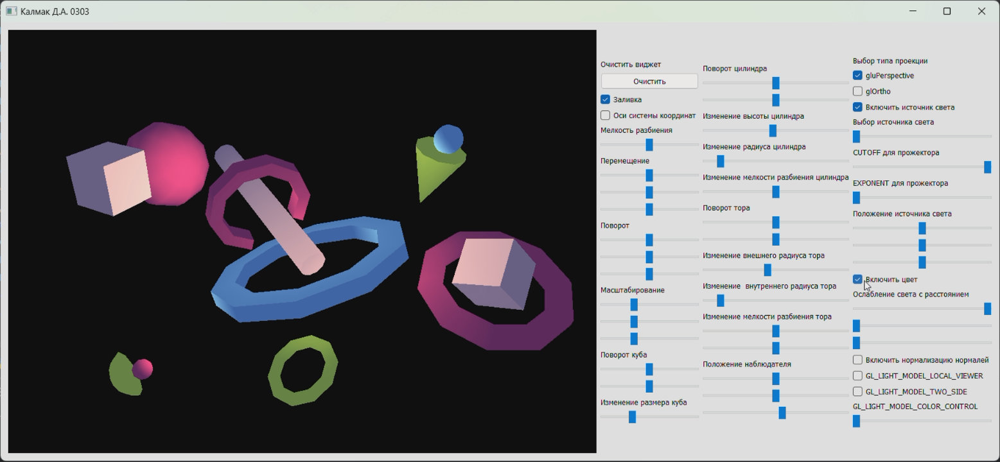 Калмак Д.А. 0303
Очистить виджет
Очистить
Заливка
Оси системы координат
Мелкость разбиения
Перемещение
Поворот
Масштабирование
Поворот куба
Изменение размера куба
Поворот цилиндра
Изменение высоты цилиндра
Изменение радиуса цилиндра
Изменение мелкости разбиения цилиндра
Поворот тора
Изменение внешнего радиуса тора
Изменение  внутреннего радиуса тора
Изменение мелкости разбиения тора
Положение наблюдателя
Выбор типа проекции
gluPerspective
glOrtho
Включить источник света
Выбор источника света
CUTOFF для прожектора
EXPONENT для прожектора
Положение источника света
Включить цвет
Ослабление света с расстоянием
Включить нормализацию нормалей
GL_LIGHT_MODEL_LOCAL_VIEWER
GL_LIGHT_MODEL_TWO_SIDE
GL_LIGHT_MODEL_COLOR_CONTROL